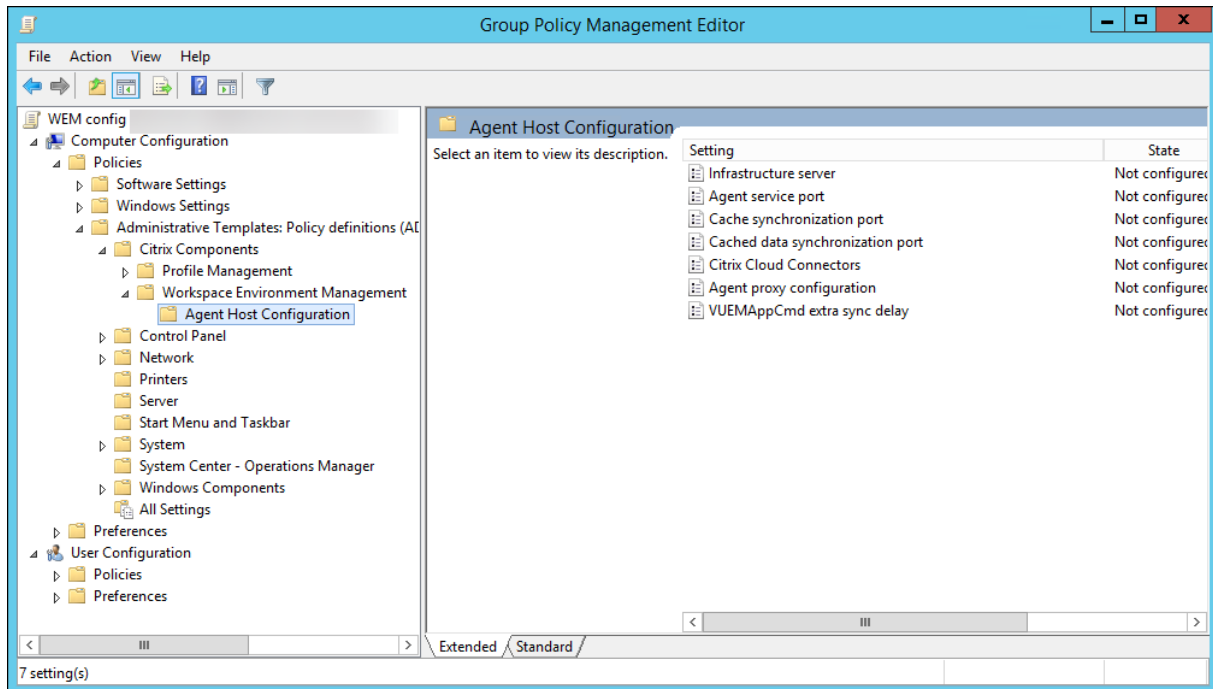 Group Policy Management Editor
File Action View Help
WEM config
Computer Configuration
Policies
Software Settings
Windows Settings
Administrative Templates: Policy definitions (AD
Citrix Components
Profile Management
Workspace Environment Management
Agent Host Configuration
Control Panel
Network
Printers
Server
Start Menu and Taskbar
System
System Center - Operations Manager
Windows Components
All Settings
Preferences
User Configuration
Policies
Preferences
Agent Host Configuration
Select an item to view its description.
Setting State
Infrastructure server Not configured
Agent service port Not configured
Cache synchronization port Not configured
Cached data synchronization port Not configured
Citrix Cloud Connectors Not configured
Agent proxy configuration Not configured
VUEMAppCmd extra sync delay Not configured
Extended Standard
7 setting(s)